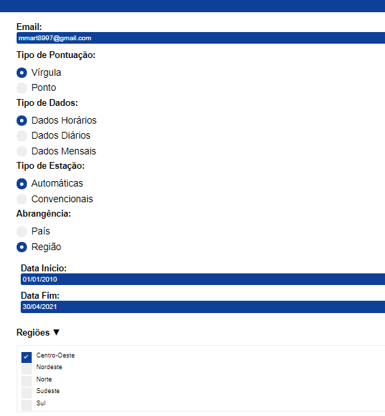 Email:
mmart8997@gmail.com
Tipo de Pontuação:
Vírgula
Ponto
Tipo de Dados:
Dados Horários
Dados Diários
Dados Mensais
Tipo de Estação:
Automáticas
Convencionais
Abrangência:
País
Região
Data Início:
01/01/2010
Data Fim:
30/04/2021
Regiões ▼
Centro-Oeste
Nordeste
Norte
Sudeste
Sul